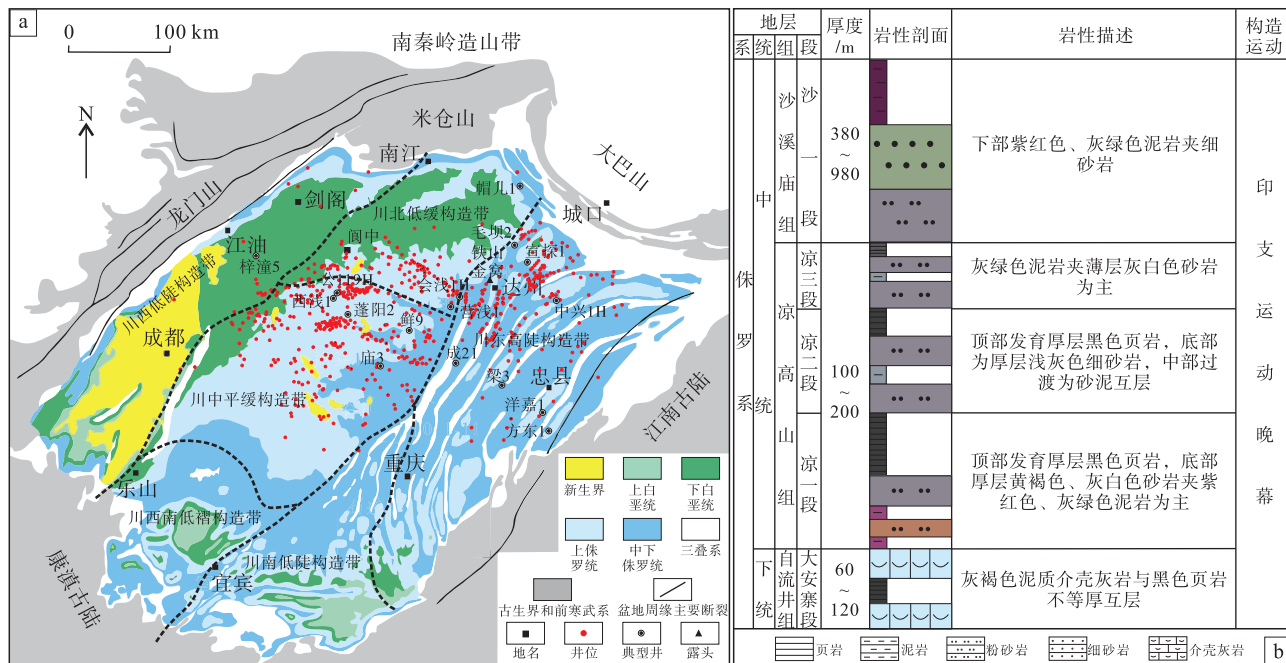 a
0 100 km
南秦岭造山带
N
米仓山
南江
大巴山
龙门山
帽儿1
剑阁
城口
川北低缓构造带
江油
阆中
毛坝2
梓潼5
铁山
宣探1
金窝
川西低陡构造带
公119H
会浅1H
达州
西浅1
蓬阳2
营浅1
中兴1H
鲜9
川东高陡构造带
成都
成21
庙3
梁3
忠县
川中平缓构造带
洋嘉1
方东1
江南古陆
重庆
乐山
川西南低褶构造带
川南低陡构造带
宜宾
康滇古陆
新生界
上白垩统
下白垩统
上侏罗统
中下侏罗统
三叠系
古生界和前寒武系
盆地周缘主要断裂
地名
井位
典型井
露头
地层
系 统 组 段
厚度/m
岩性剖面
岩性描述
构造运动
侏罗系
中统
沙溪庙组
沙一段
380~980
下部紫红色、灰绿色泥岩夹细
砂岩
凉高山组
凉三段
灰绿色泥岩夹薄层灰白色砂岩
为主
凉二段
100~200
顶部发育厚层黑色页岩，底部
为厚层浅灰色细砂岩，中部过
渡为砂泥互层
凉一段
顶部发育厚层黑色页岩，底部
厚层黄褐色、灰白色砂岩夹紫
红色、灰绿色泥岩为主
下统
自流井组
大安寨段
60~120
灰褐色泥质介壳灰岩与黑色页岩
不等厚互层
印支运动晚幕
页岩
泥岩
粉砂岩
细砂岩
介壳灰岩
b